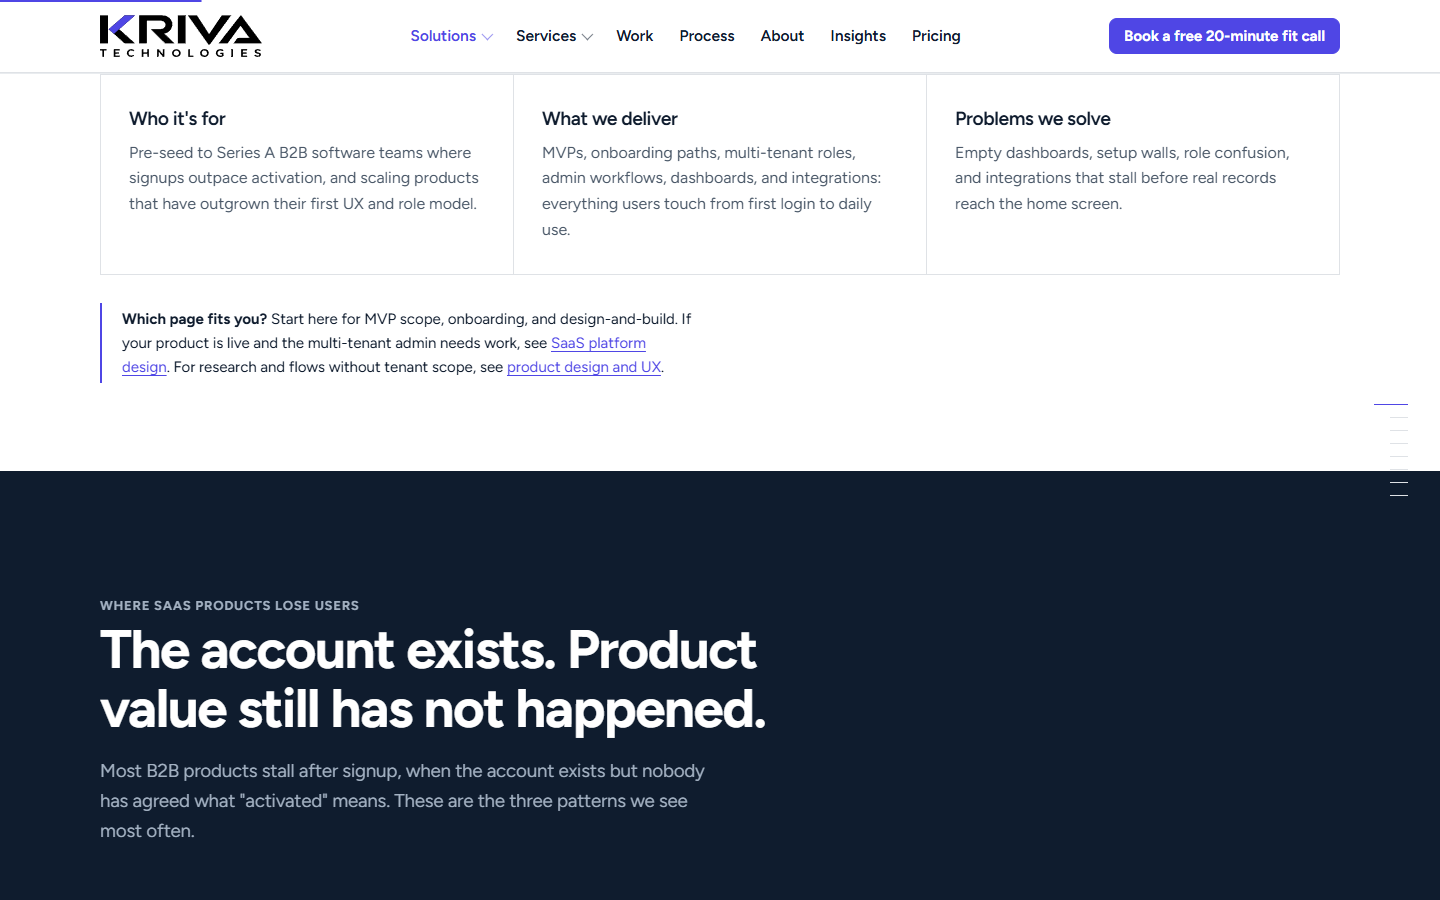 KRIVA
TECHNOLOGIES
Solutions
Services
Work
Process
About
Insights
Pricing
Book a free 20-minute fit call
Who it's for
Pre-seed to Series A B2B software teams where
signups outpace activation, and scaling products
that have outgrown their first UX and role model.
What we deliver
MVPs, onboarding paths, multi-tenant roles,
admin workflows, dashboards, and integrations:
everything users touch from first login to daily
use.
Problems we solve
Empty dashboards, setup walls, role confusion,
and integrations that stall before real records
reach the home screen.
Which page fits you? Start here for MVP scope, onboarding, and design-and-build. If
your product is live and the multi-tenant admin needs work, see SaaS platform
design. For research and flows without tenant scope, see product design and UX.
WHERE SAAS PRODUCTS LOSE USERS
The account exists. Product
value still has not happened.
Most B2B products stall after signup, when the account exists but nobody
has agreed what "activated" means. These are the three patterns we see
most often.